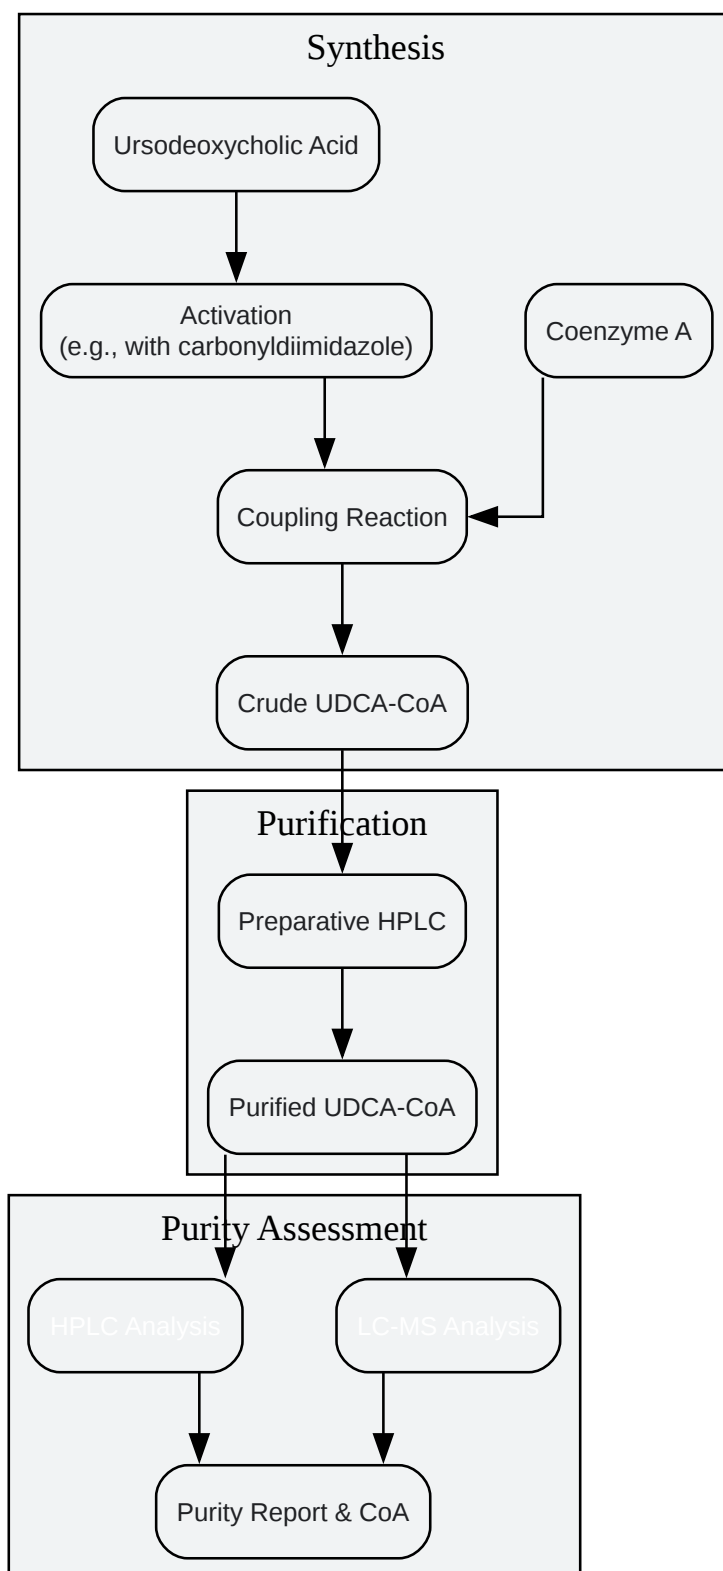 Synthesis
Ursodeoxycholic Acid
Activation
(e.g., with carbonyldiimidazole)
Coenzyme A
Coupling Reaction
Crude UDCA-CoA
Purification
Preparative HPLC
Purified UDCA-CoA
Purity Assessment
HPLC Analysis
LC-MS Analysis
Purity Report & CoA